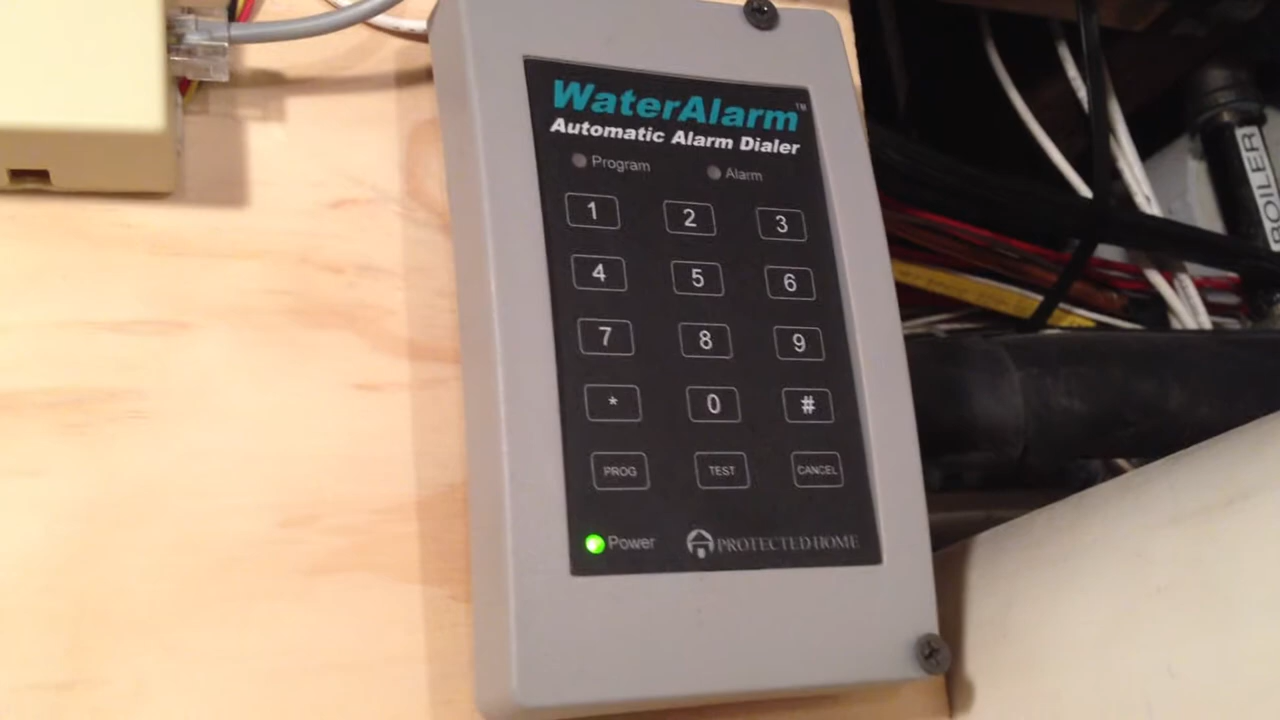 WaterAlarm™
Automatic Alarm Dialer
Program Alarm
1 2 3
4 5 6
7 8 9
* 0 #
PROG TEST CANCEL
Power PROTECTED HOME
BOILER